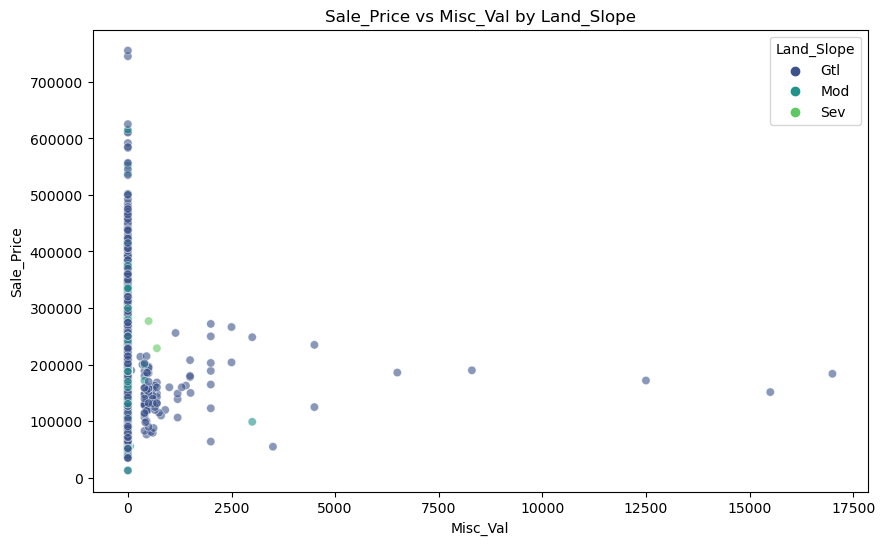 Sale_Price vs Misc_Val by Land_Slope
Land_Slope
Gtl
Mod
Sev
700000
600000
500000
400000
300000
200000
100000
0
Sale_Price
0 2500 5000 7500 10000 12500 15000 17500
Misc_Val